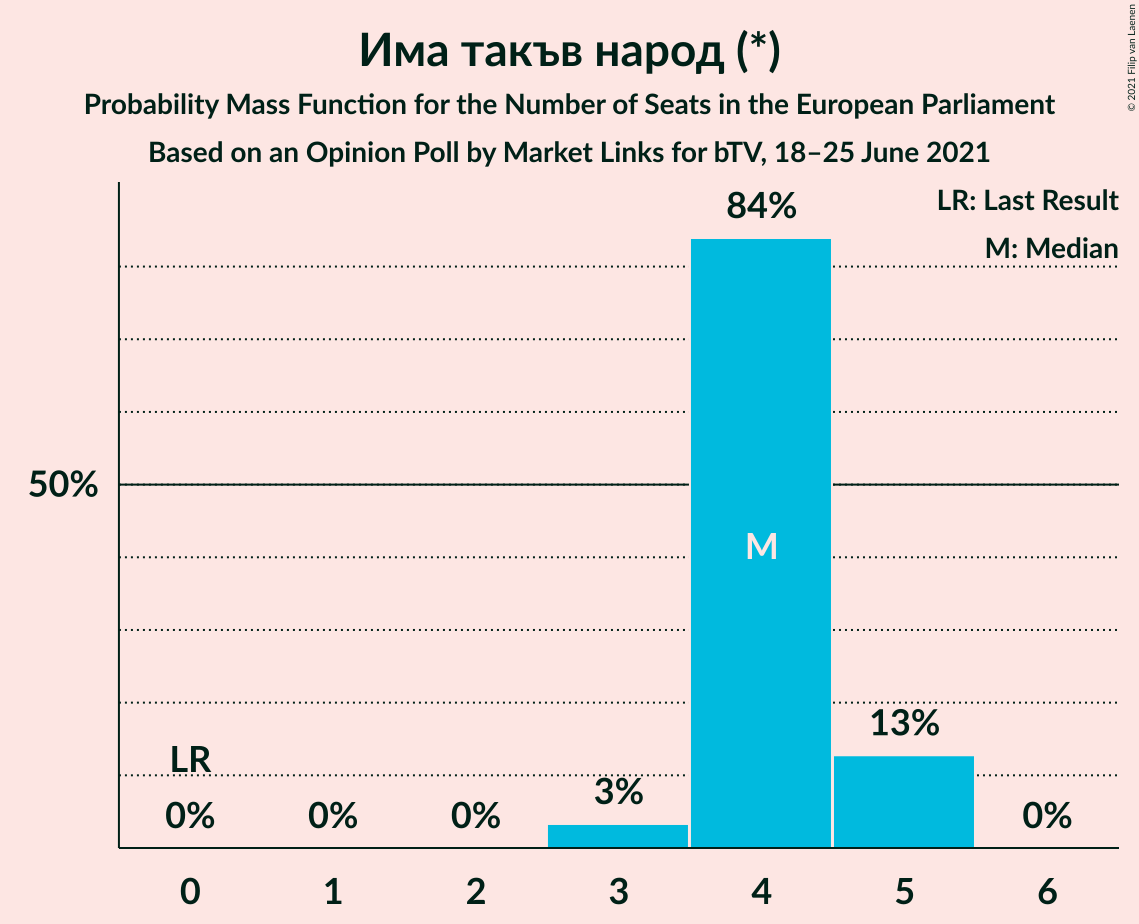 Има такъв народ (*)
Probability Mass Function for the Number of Seats in the European Parliament
Based on an Opinion Poll by Market Links for bTV, 18–25 June 2021
© 2021 Filip van Laenen
LR: Last Result
M: Median
84%
50%
M
13%
LR
3%
0%
0%
0%
0%
0
1
2
3
4
5
6